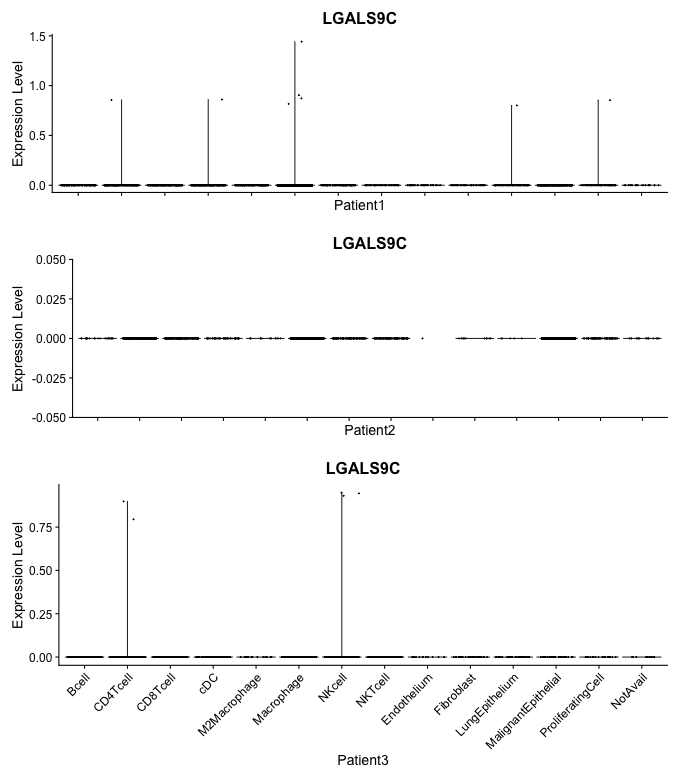 LGALS9C
Expression Level
1.5
1.0
0.5
0.0
Patient1
LGALS9C
Expression Level
0.050
0.025
0.000
-0.025
-0.050
Patient2
LGALS9C
Expression Level
0.75
0.50
0.25
0.00
Bcell
CD4Tcell
CD8Tcell
cDC
M2Macrophage
Macrophage
NKcell
NKTcell
Endothelium
Fibroblast
LungEpithelium
MalignantEpithelial
ProliferatingCell
NotAvail
Patient3